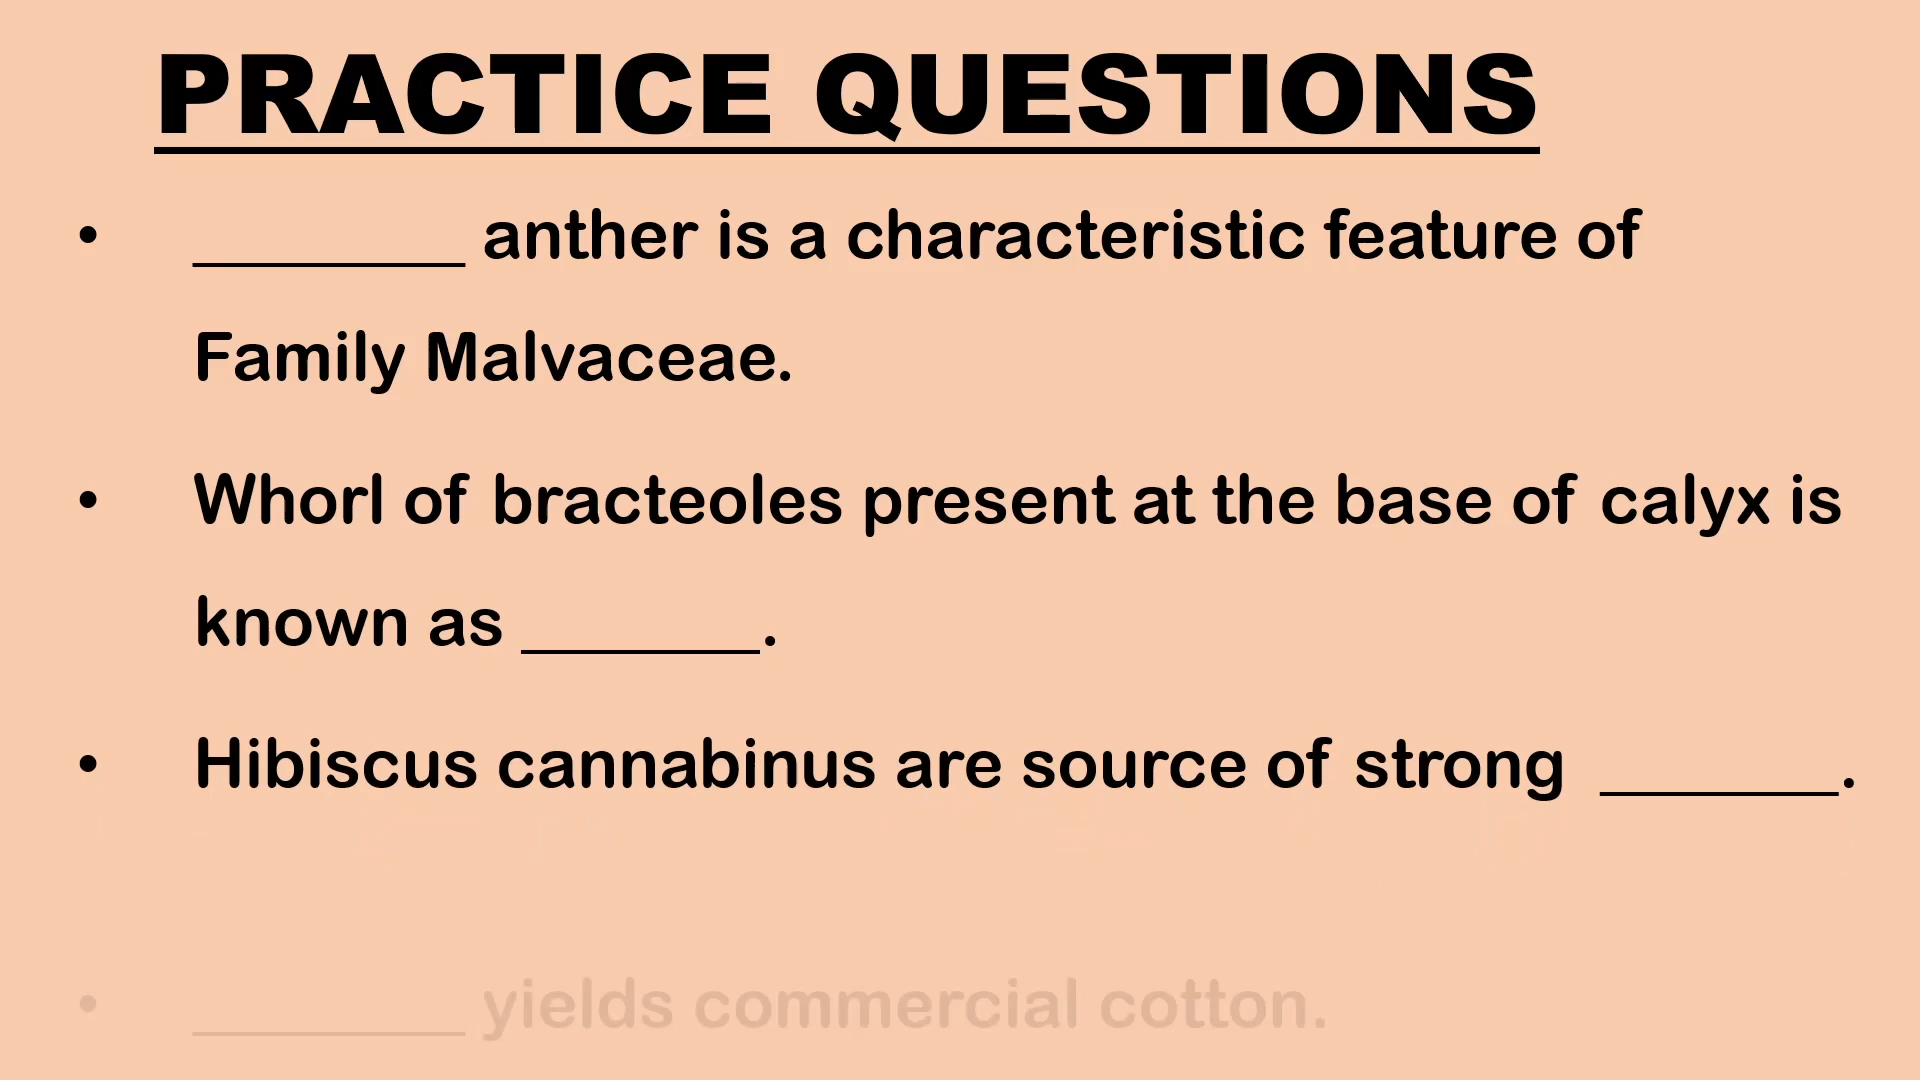 PRACTICE QUESTIONS
• ________ anther is a characteristic feature of
Family Malvaceae.
• Whorl of bracteoles present at the base of calyx is
known as _______.
• Hibiscus cannabinus are source of strong _______.
• ________ yields commercial cotton.